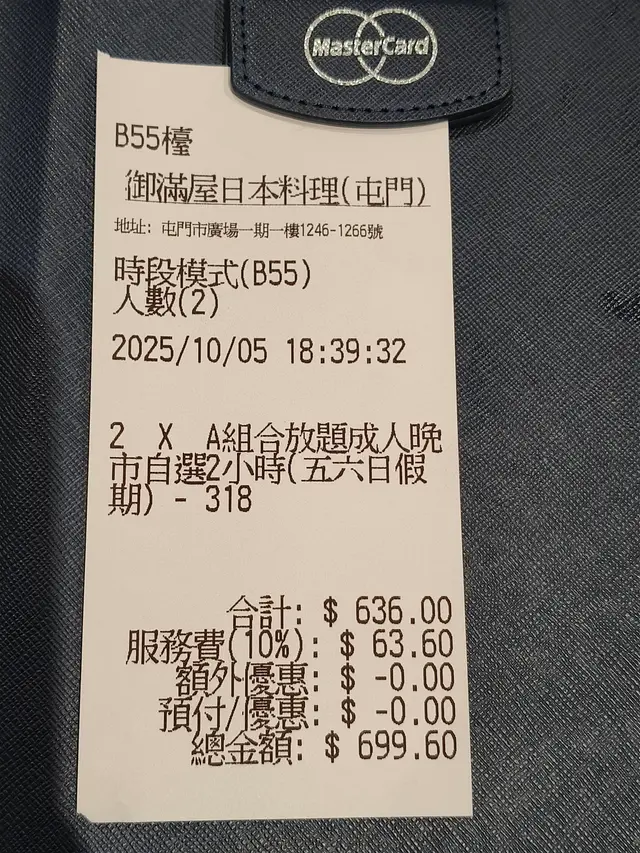 MasterCard
B55檯
御滿屋日本料理(屯門)
地址: 屯門市廣場一期一樓1246-1266號
時段模式(B55)
人數(2)
2025/10/05 18:39:32
2 X A組合放題成人晚
市自選2小時(五六日假
期) - 318
合計: $ 636.00
服務費(10%): $ 63.60
額外優惠: $ -0.00
預付/優惠: $ -0.00
總金額: $ 699.60